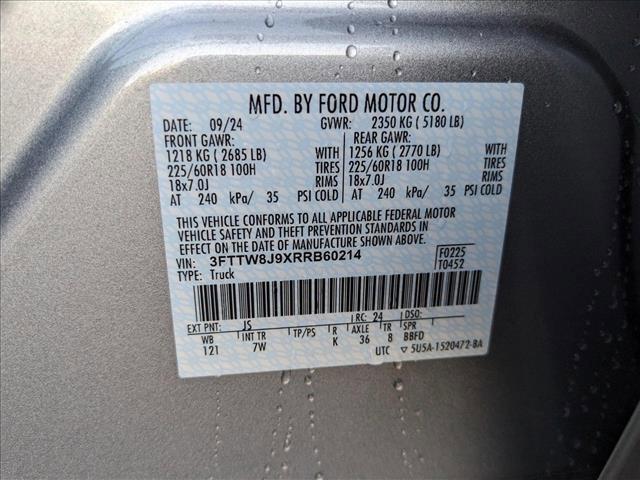 MFD. BY FORD MOTOR CO.
DATE: 09/24 GVWR: 2350 KG ( 5180 LB)
FRONT GAWR: REAR GAWR:
1218 KG ( 2685 LB) WITH 1256 KG ( 2770 LB) WITH
225/60R18 100H TIRES 225/60R18 100H TIRES
18x7.0J RIMS 18x7.0J RIMS
AT 240 kPa/ 35 PSI COLD AT 240 kPa/ 35 PSI COLD
THIS VEHICLE CONFORMS TO ALL APPLICABLE FEDERAL MOTOR
VEHICLE SAFETY AND THEFT PREVENTION STANDARDS IN
EFFECT ON THE DATE OF MANUFACTURE SHOWN ABOVE.
VIN: 3FTTW8J9XRRB60214 F0225
TYPE: Truck T0452
EXT PNT: JS RC: 24 DSO:
WB INT TR TP/PS R AXLE TR SPR
121 7W K 36 8 BBFD
UTC ▽ 5U5A-1520472-BA